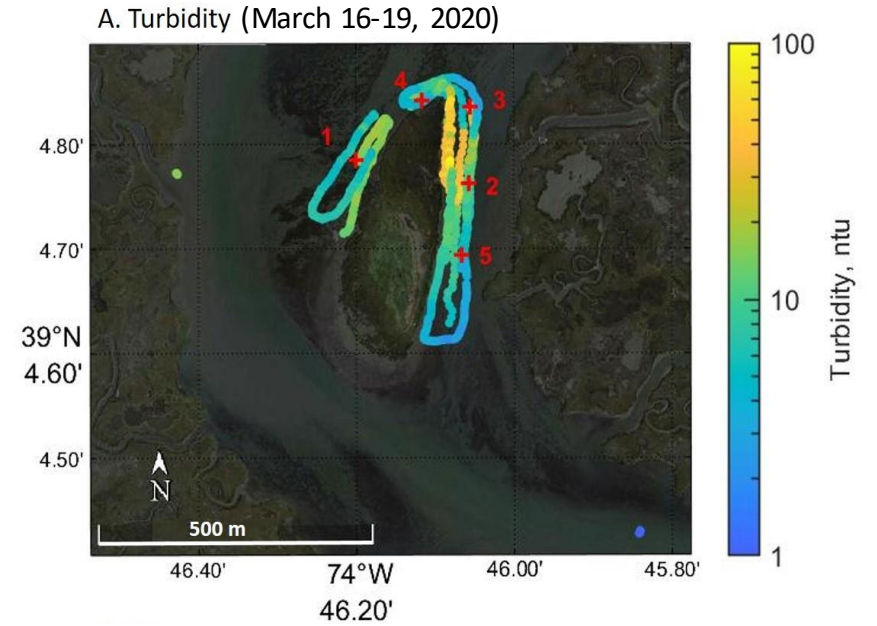 A. Turbidity (March 16-19, 2020)
4
3
1
2
5
4.80'
4.70'
39°N
4.60'
4.50'
N
500 m
46.40'
74°W
46.20'
46.00'
45.80'
100
10
1
Turbidity, ntu